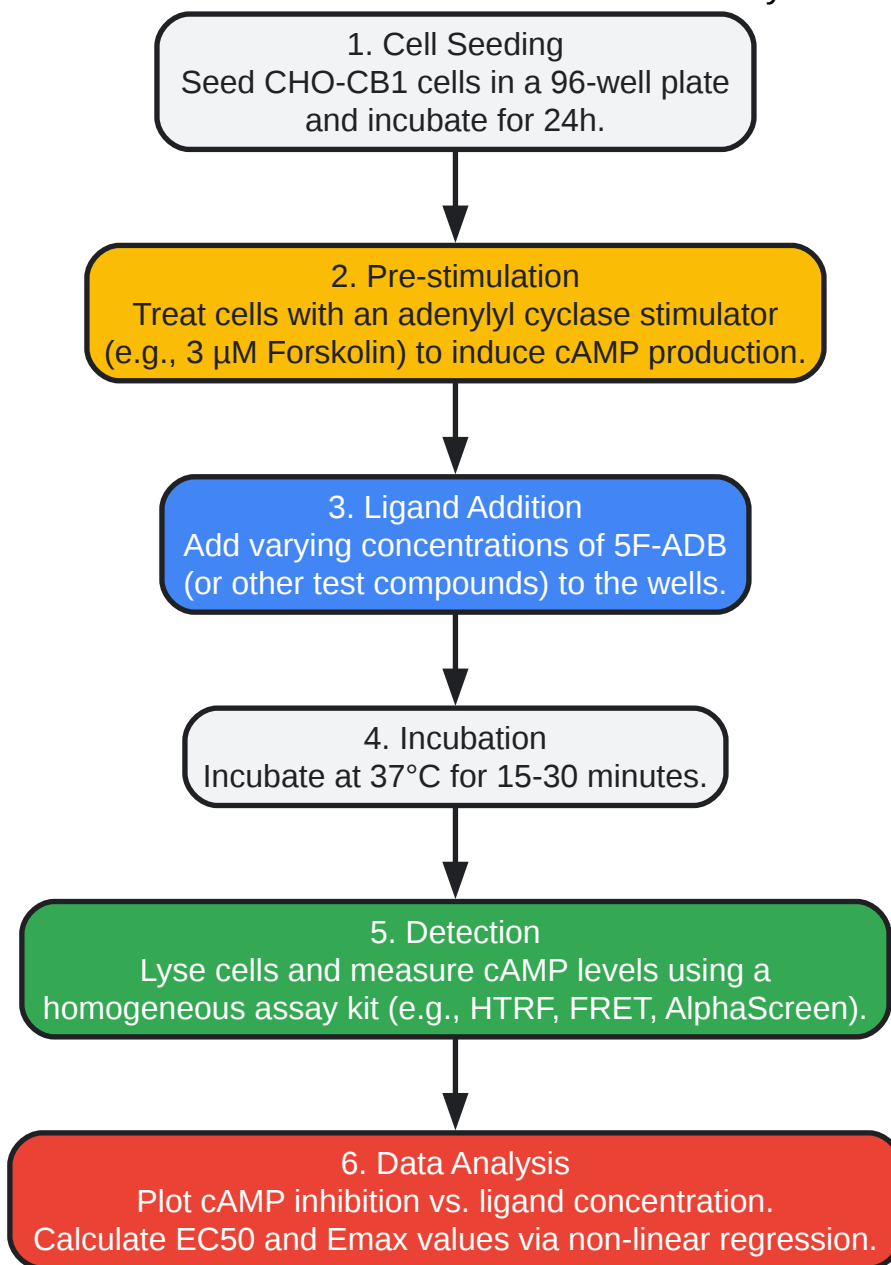 1. Cell Seeding
Seed CHO-CB1 cells in a 96-well plate
and incubate for 24h.
2. Pre-stimulation
Treat cells with an adenylyl cyclase stimulator
(e.g., 3 µM Forskolin) to induce cAMP production.
3. Ligand Addition
Add varying concentrations of 5F-ADB
(or other test compounds) to the wells.
4. Incubation
Incubate at 37°C for 15-30 minutes.
5. Detection
Lyse cells and measure cAMP levels using a
homogeneous assay kit (e.g., HTRF, FRET, AlphaScreen).
6. Data Analysis
Plot cAMP inhibition vs. ligand concentration.
Calculate EC50 and Emax values via non-linear regression.